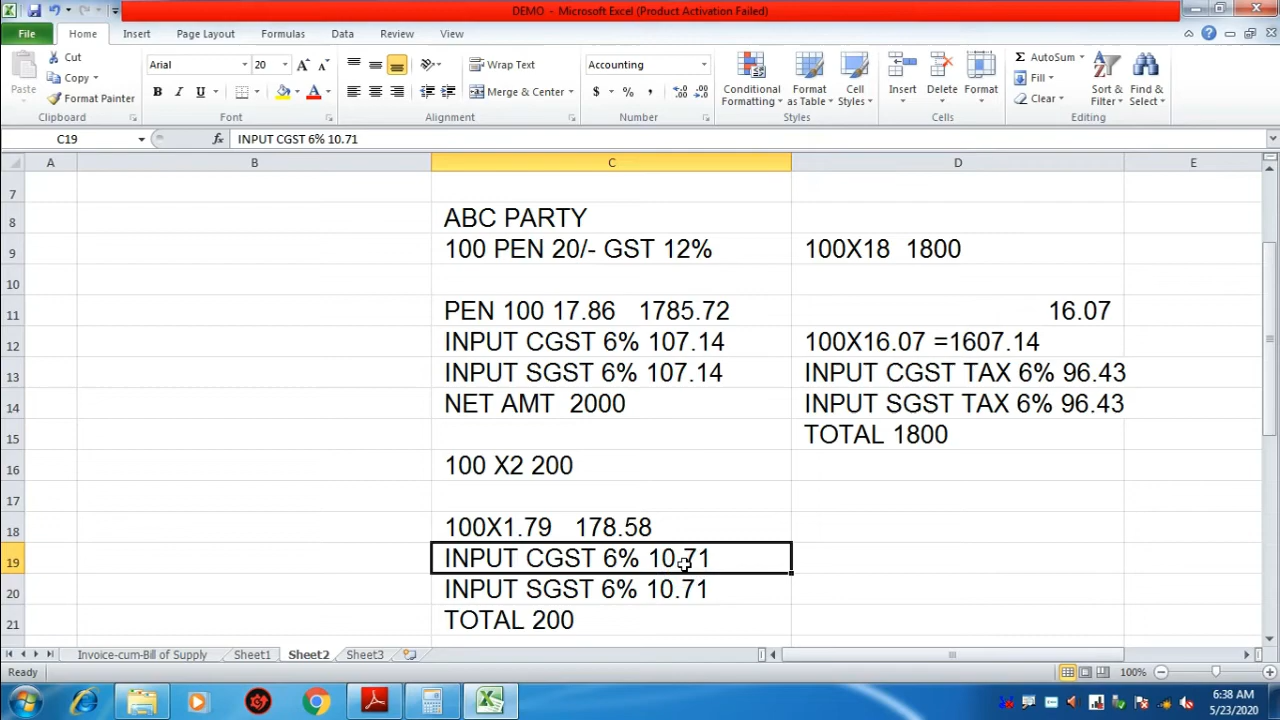 DEMO - Microsoft Excel (Product Activation Failed)
File Home Insert Page Layout Formulas Data Review View
Paste Cut Copy Format Painter Clipboard
Arial 20 A A B I U A Font
Wrap Text Merge & Center Alignment
Accounting $ % , .0 .00 .00 .0 Number
Conditional Formatting Format as Table Cell Styles Styles
Insert Delete Format Cells
Σ AutoSum Fill Clear Sort & Filter Find & Select Editing
C19 fx INPUT CGST 6% 10.71
A B C D E
7
8 ABC PARTY
9 100 PEN 20/- GST 12% 100X18 1800
10
11 PEN 100 17.86 1785.72 16.07
12 INPUT CGST 6% 107.14 100X16.07 =1607.14
13 INPUT SGST 6% 107.14 INPUT CGST TAX 6% 96.43
14 NET AMT 2000 INPUT SGST TAX 6% 96.43
15 TOTAL 1800
16 100 X2 200
17
18 100X1.79 178.58
19 INPUT CGST 6% 10.71
20 INPUT SGST 6% 10.71
21 TOTAL 200
Invoice-cum-Bill of Supply Sheet1 Sheet2 Sheet3
Ready 100%
6:38 AM
5/23/2020